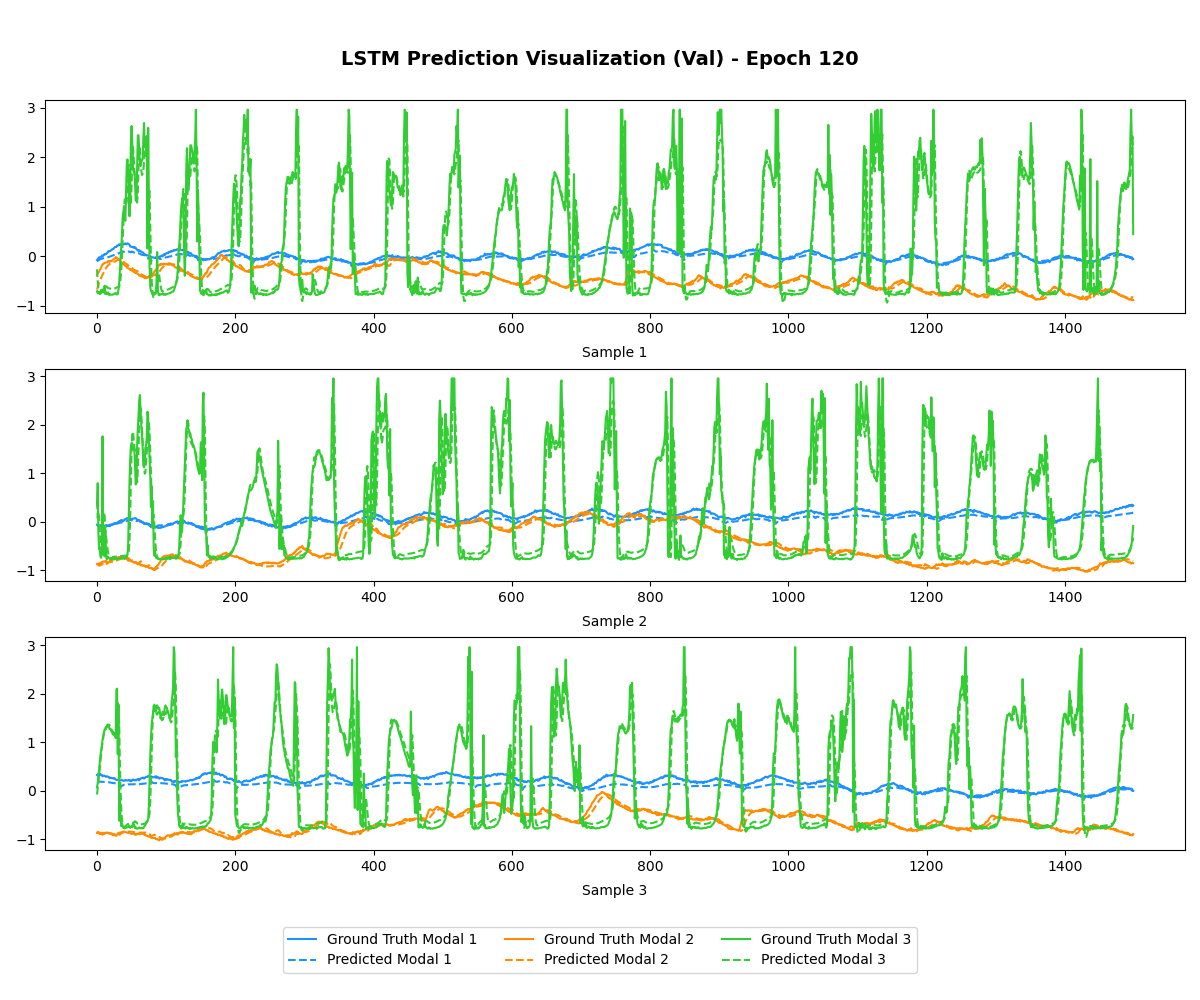 LSTM Prediction Visualization (Val) - Epoch 120
3
2
1
0
−1
0 200 400 600 800 1000 1200 1400
Sample 1
3
2
1
0
−1
0 200 400 600 800 1000 1200 1400
Sample 2
3
2
1
0
−1
0 200 400 600 800 1000 1200 1400
Sample 3
Ground Truth Modal 1 Ground Truth Modal 2 Ground Truth Modal 3
Predicted Modal 1 Predicted Modal 2 Predicted Modal 3